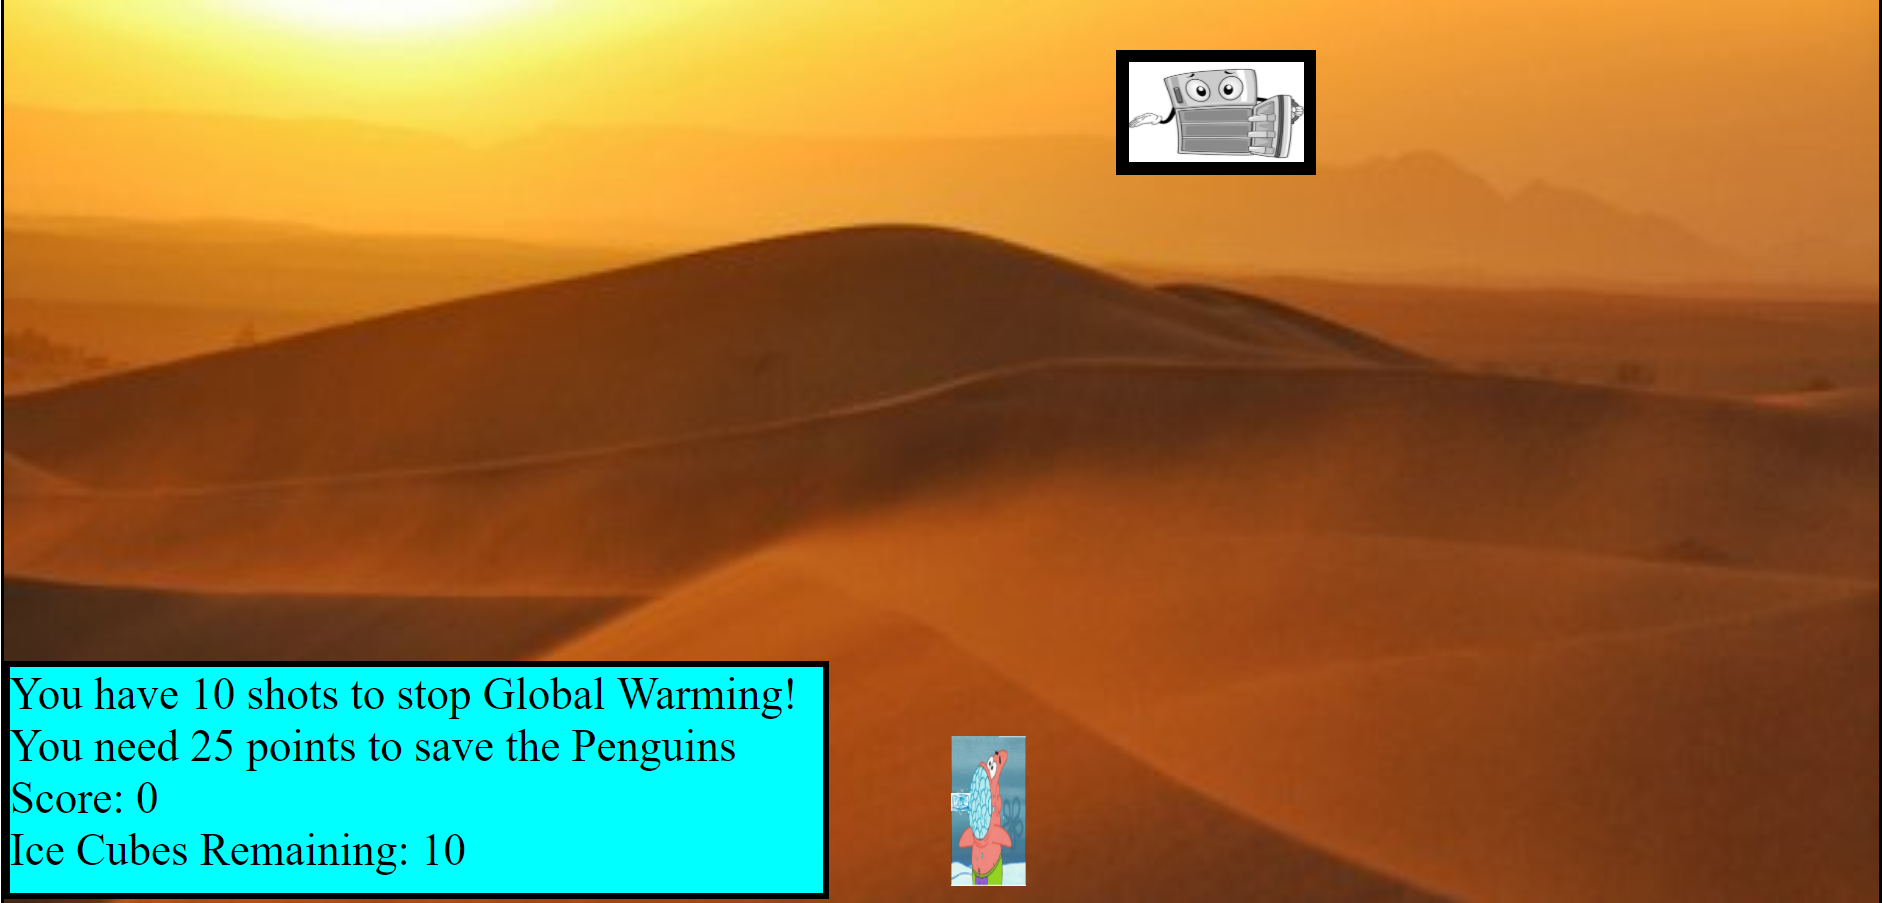 You have 10 shots to stop Global Warming!
You need 25 points to save the Penguins
Score: 0
Ice Cubes Remaining: 10